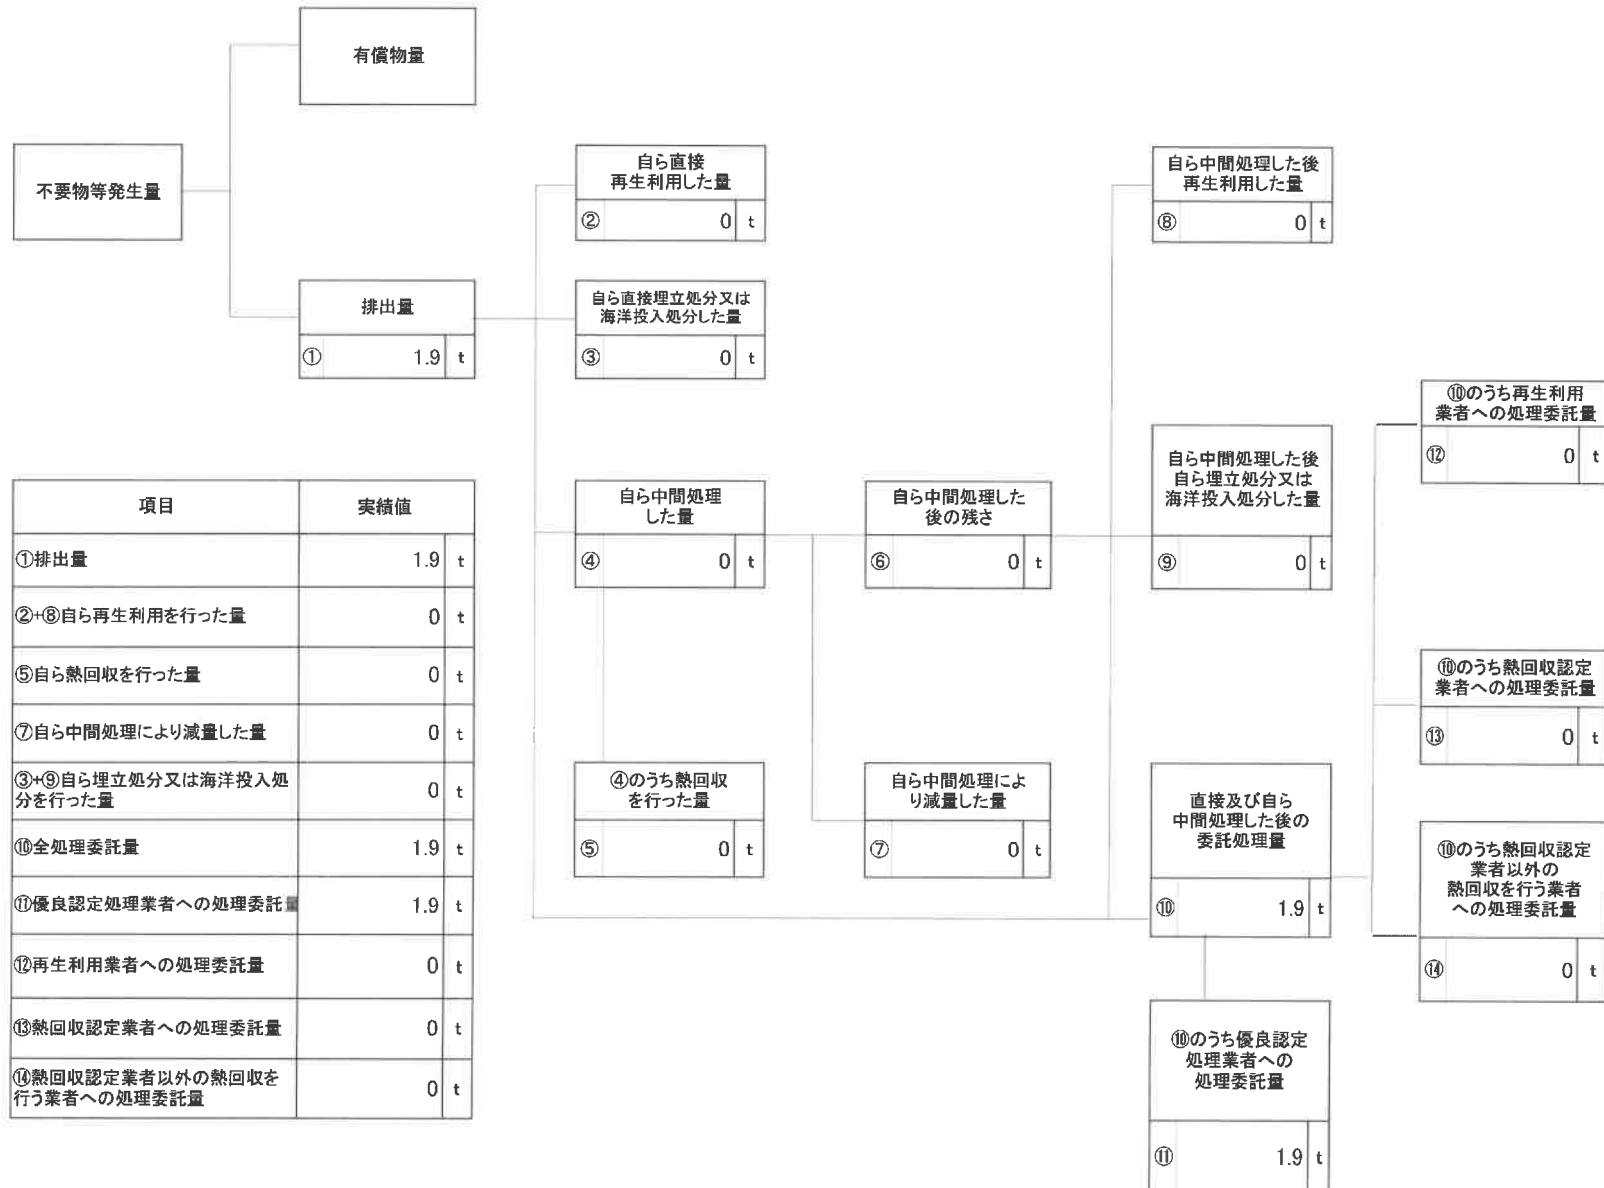 有償物量
不要物等発生量
排出量
① 1.9 t
自ら直接
再生利用した量
② 0 t
自ら直接埋立処分又は
海洋投入処分した量
③ 0 t
自ら中間処理
した量
④ 0 t
④のうち熱回収
を行った量
⑤ 0 t
自ら中間処理した
後の残さ
⑥ 0 t
自ら中間処理によ
り減量した量
⑦ 0 t
自ら中間処理した後
再生利用した量
⑧ 0 t
自ら中間処理した後
自ら埋立処分又は
海洋投入処分した量
⑨ 0 t
直接及び自ら
中間処理した後の
委託処理量
⑩ 1.9 t
⑩のうち優良認定
処理業者への
処理委託量
⑪ 1.9 t
⑩のうち再生利用
業者への処理委託量
⑫ 0 t
⑩のうち熱回収認定
業者への処理委託量
⑬ 0 t
⑩のうち熱回収認定
業者以外の
熱回収を行う業者
への処理委託量
⑭ 0 t
項目 実績値
①排出量 1.9 t
②+⑧自ら再生利用を行った量 0 t
⑤自ら熱回収を行った量 0 t
⑦自ら中間処理により減量した量 0 t
③+⑨自ら埋立処分又は海洋投入処
分を行った量 0 t
⑩全処理委託量 1.9 t
⑪優良認定処理業者への処理委託量 1.9 t
⑫再生利用業者への処理委託量 0 t
⑬熱回収認定業者への処理委託量 0 t
⑭熱回収認定業者以外の熱回収を
行う業者への処理委託量 0 t